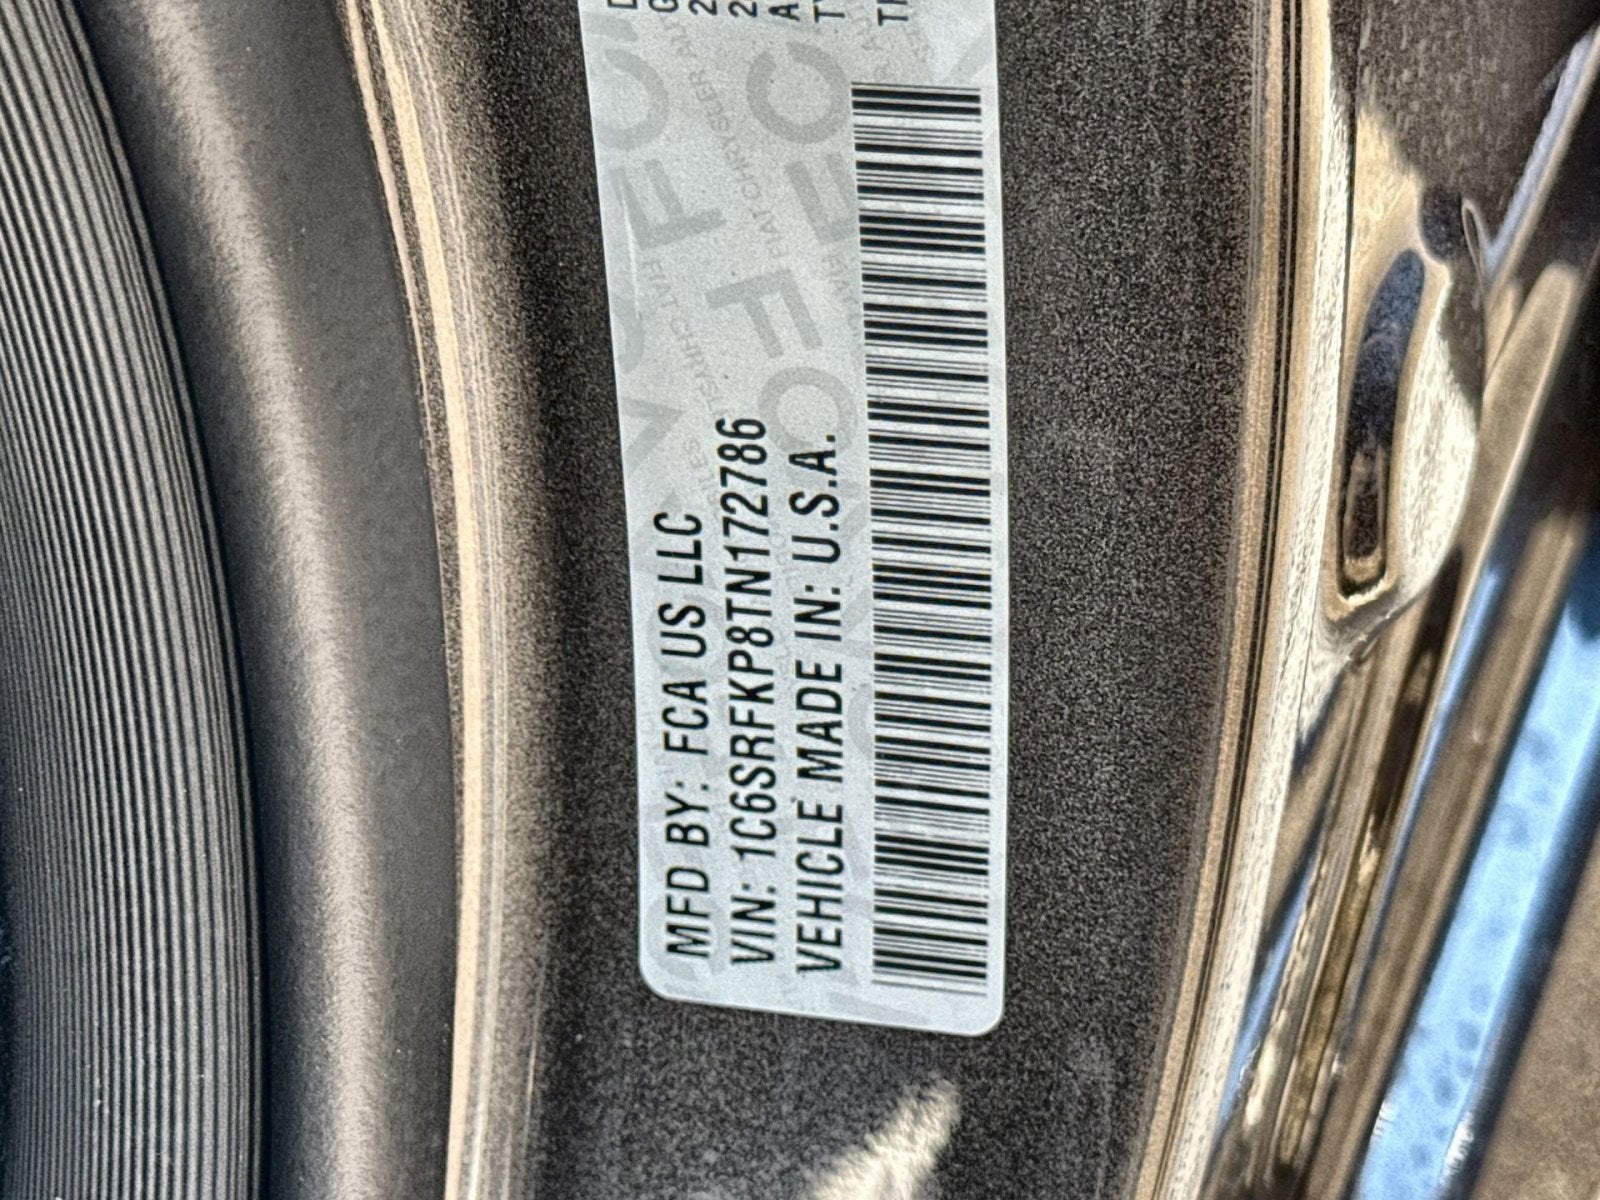 MFD BY: FCA US LLC
VIN: 1C6SRFKP8TN172786
VEHICLE MADE IN: U.S.A.